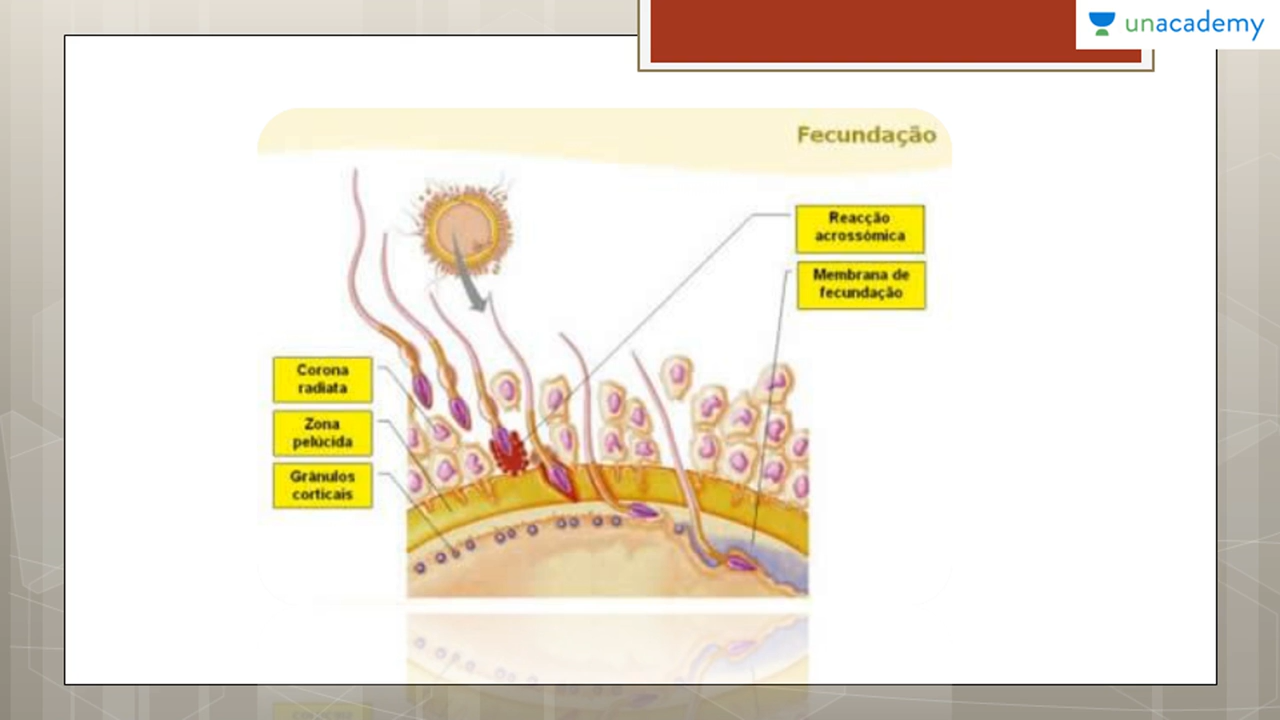 unacademy
Fecundação
Reacção
acrossómica
Membrana de
fecundação
Corona
radiata
Zona
pelúcida
Grânulos
corticais